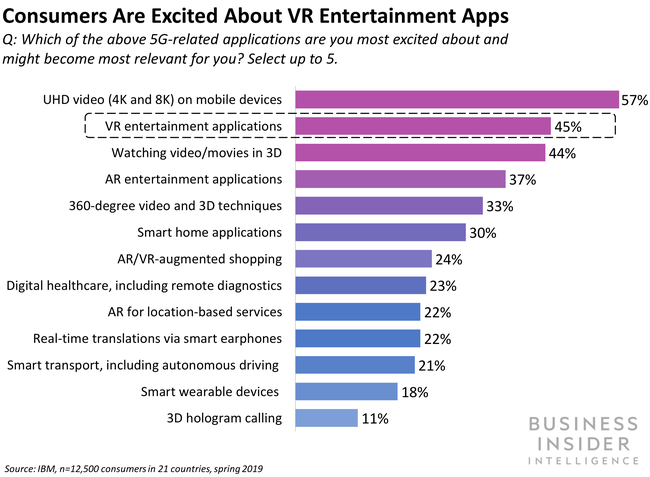 Consumers Are Excited About VR Entertainment Apps
Q: Which of the above 5G-related applications are you most excited about and
might become most relevant for you? Select up to 5.
UHD video (4K and 8K) on mobile devices 57%
VR entertainment applications 45%
Watching video/movies in 3D 44%
AR entertainment applications 37%
360-degree video and 3D techniques 33%
Smart home applications 30%
AR/VR-augmented shopping 24%
Digital healthcare, including remote diagnostics 23%
AR for location-based services 22%
Real-time translations via smart earphones 22%
Smart transport, including autonomous driving 21%
Smart wearable devices 18%
3D hologram calling 11%
BUSINESS
INSIDER
INTELLIGENCE
Source: IBM, n=12,500 consumers in 21 countries, spring 2019